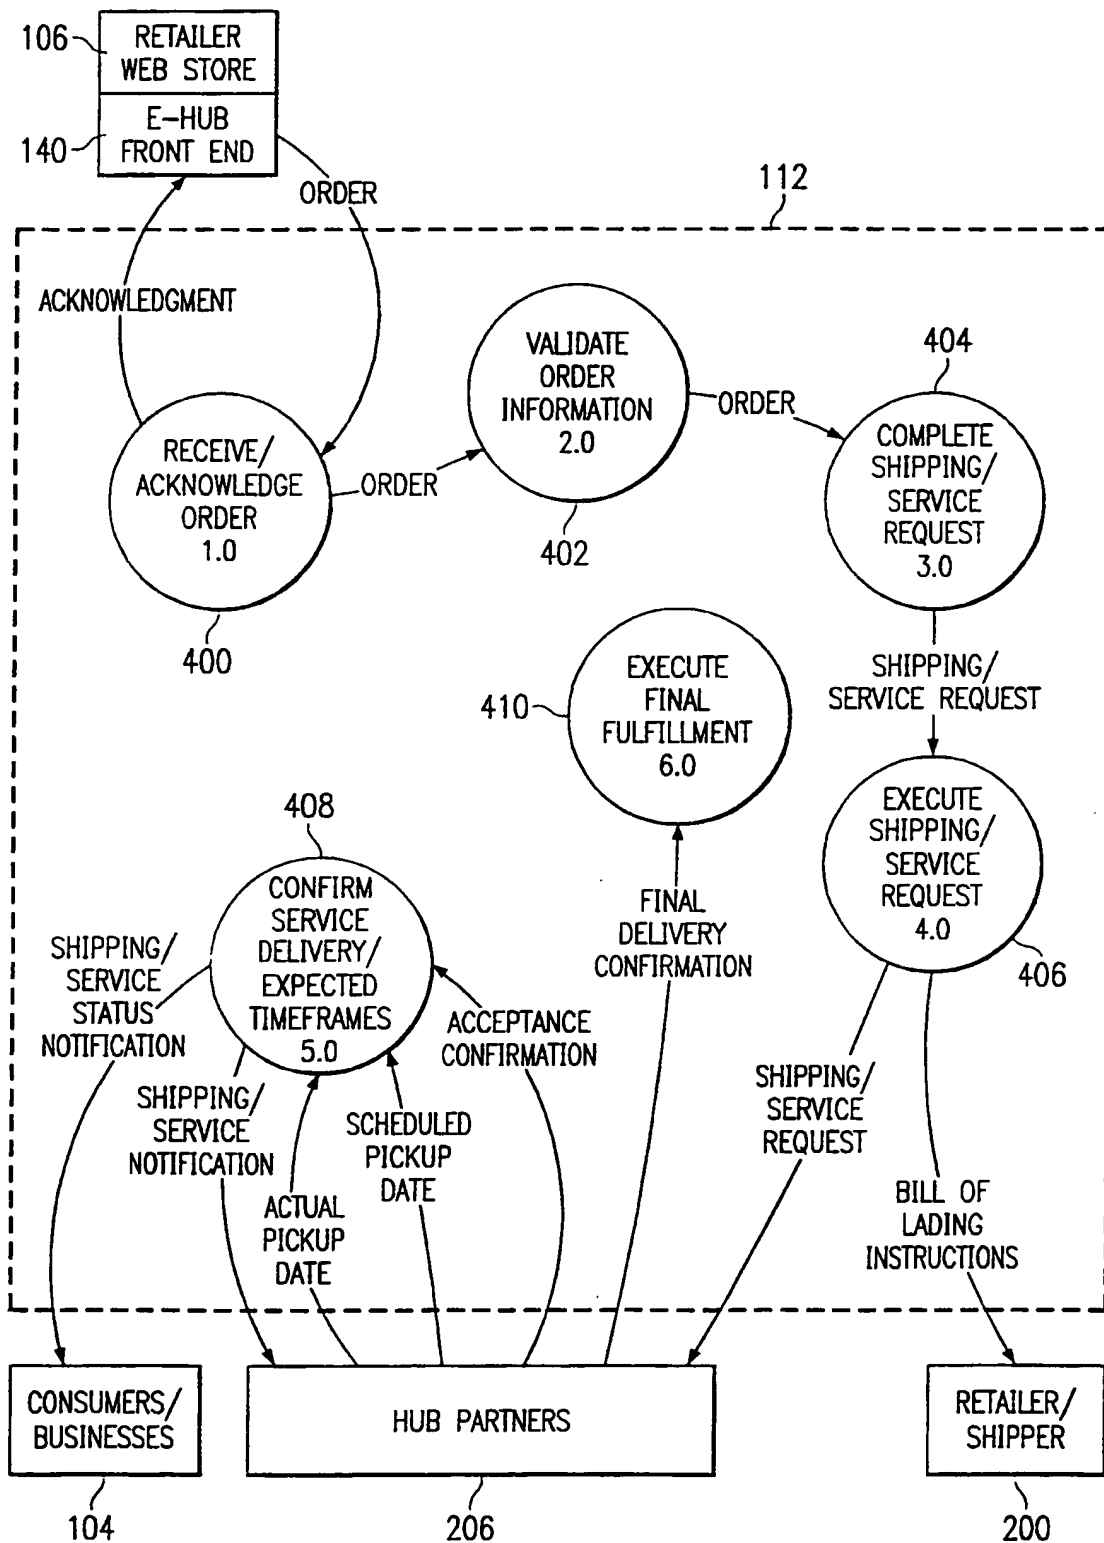 106
RETAILER
WEB STORE
140
E-HUB
FRONT END
ORDER
112
ACKNOWLEDGMENT
RECEIVE/
ACKNOWLEDGE
ORDER
1.0
400
ORDER
VALIDATE
ORDER
INFORMATION
2.0
402
ORDER
404
COMPLETE
SHIPPING/
SERVICE
REQUEST
3.0
SHIPPING/
SERVICE REQUEST
410
EXECUTE
FINAL
FULFILLMENT
6.0
EXECUTE
SHIPPING/
SERVICE
REQUEST
4.0
406
408
CONFIRM
SERVICE
DELIVERY/
EXPECTED
TIMEFRAMES
5.0
SHIPPING/
SERVICE
STATUS
NOTIFICATION
SHIPPING/
SERVICE
NOTIFICATION
ACTUAL
PICKUP
DATE
SCHEDULED
PICKUP
DATE
ACCEPTANCE
CONFIRMATION
FINAL
DELIVERY
CONFIRMATION
SHIPPING/
SERVICE
REQUEST
BILL OF
LADING
INSTRUCTIONS
CONSUMERS/
BUSINESSES
104
HUB PARTNERS
206
RETAILER/
SHIPPER
200